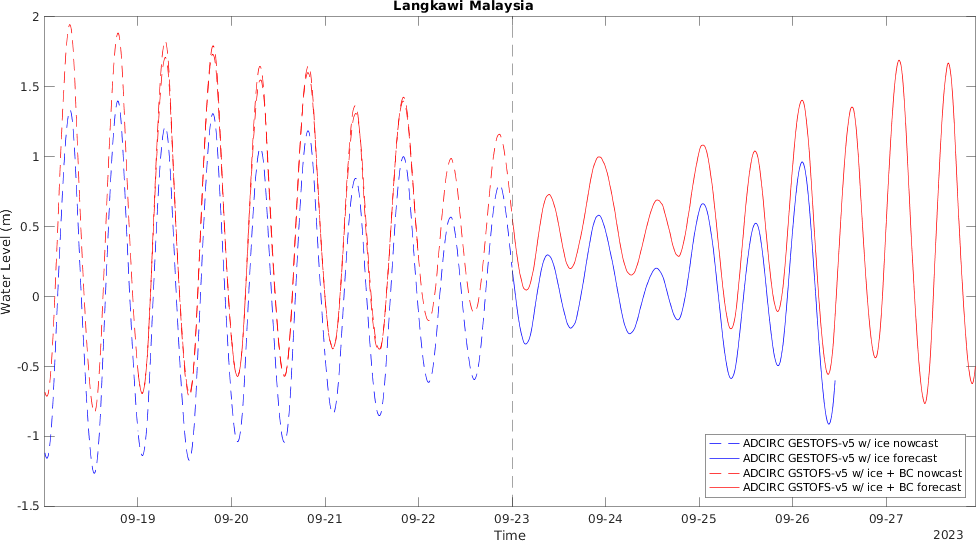 Langkawi Malaysia
Water Level (m)
2
1.5
1
0.5
0
-0.5
-1
-1.5
09-19
09-20
09-21
09-22
09-23
09-24
09-25
09-26
09-27
Time
2023
ADCIRC GESTOFS-v5 w/ ice nowcast
ADCIRC GESTOFS-v5 w/ ice forecast
ADCIRC GSTOFS-v5 w/ ice + BC nowcast
ADCIRC GSTOFS-v5 w/ ice + BC forecast